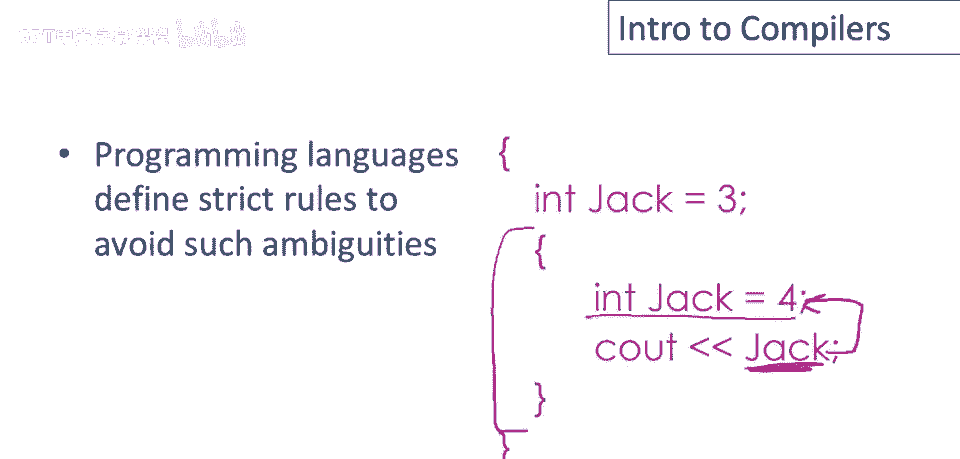 Intro to Compilers
• Programming languages
define strict rules to
avoid such ambiguities
{
int Jack = 3;
{
int Jack = 4;
cout << Jack;
}
}